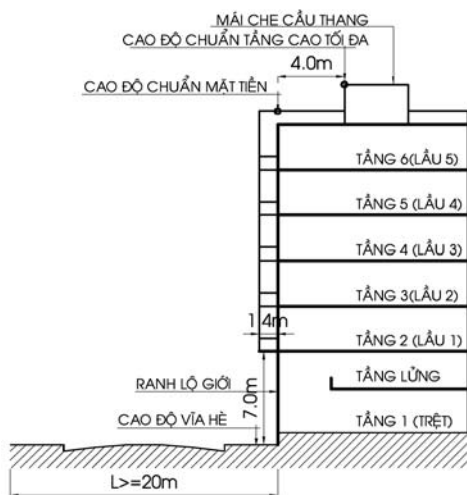 MÁI CHE CẦU THANG
CAO ĐỘ CHUẨN TẦNG CAO TỐI ĐA
4.0m
CAO ĐỘ CHUẨN MẶT TIỀN
TẦNG 6(LẦU 5)
TẦNG 5 (LẦU 4)
TẦNG 4 (LẦU 3)
TẦNG 3(LẦU 2)
1.4m
TẦNG 2 (LẦU 1)
RANH LỘ GIỚI
7.0m
TẦNG LỬNG
CAO ĐỘ VĨA HÈ
TẦNG 1 (TRỆT)
L>=20m